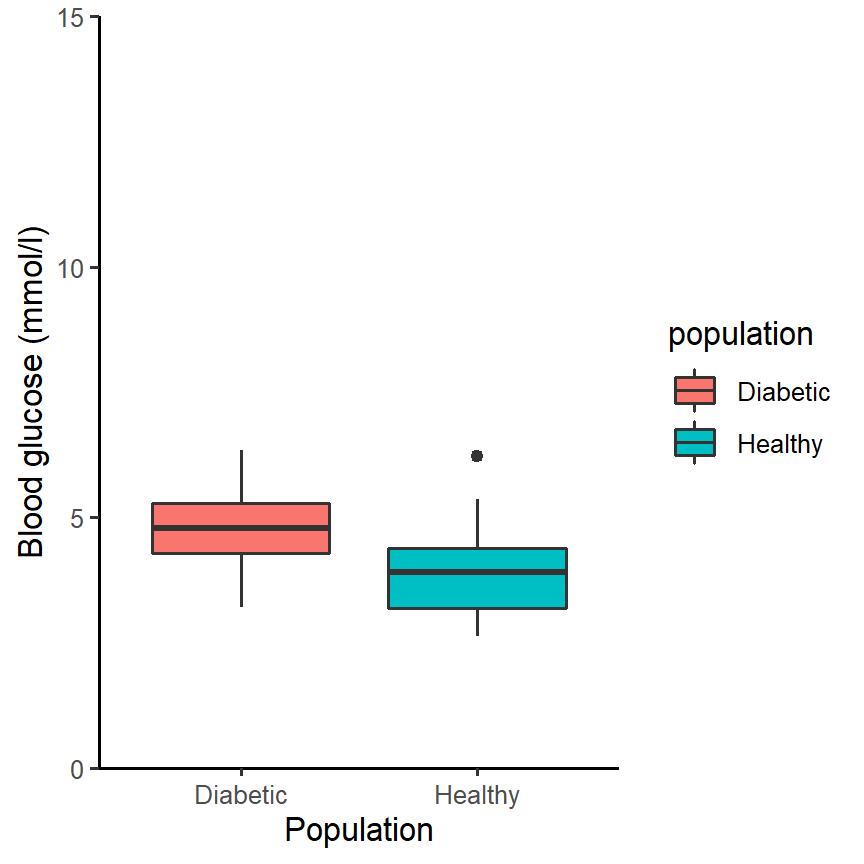 Blood glucose (mmol/l)
15
10
5
0
Diabetic
Healthy
Population
population
Diabetic
Healthy